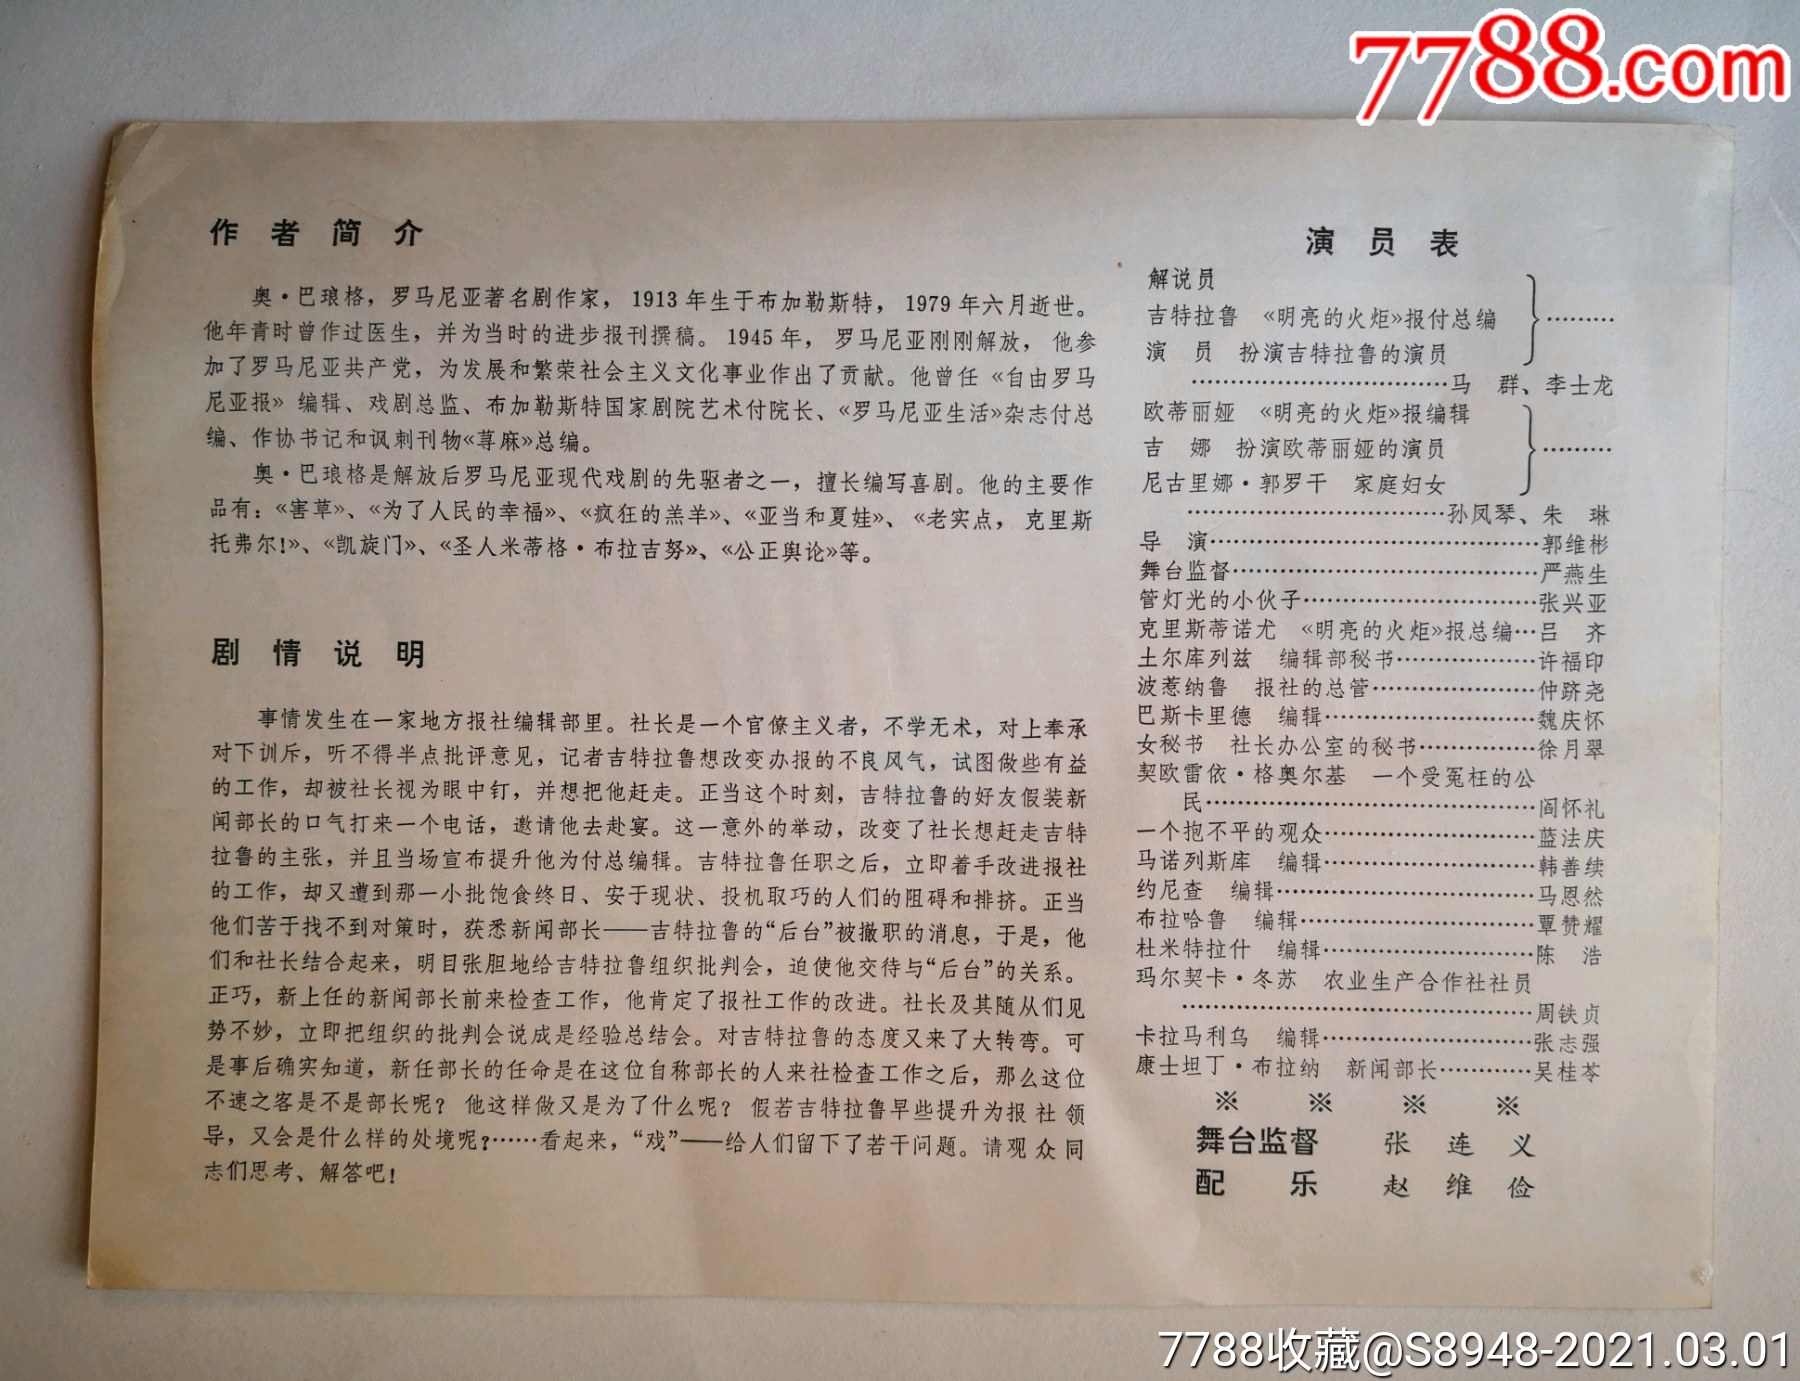 7788.com
作者简介
奥·巴琅格，罗马尼亚著名剧作家，1913年生于布加勒斯特，1979年六月逝世。
他年青时曾作过医生，并为当时的进步报刊撰稿。1945年，罗马尼亚刚刚解放，他参
加了罗马尼亚共产党，为发展和繁荣社会主义文化事业作出了贡献。他曾任《自由罗马
尼亚报》编辑、戏剧总监、布加勒斯特国家剧院艺术付院长、《罗马尼亚生活》杂志付总
编、作协书记和讽刺刊物《荨麻》总编。
奥·巴琅格是解放后罗马尼亚现代戏剧的先驱者之一，擅长编写喜剧。他的主要作
品有：《害草》、《为了人民的幸福》、《疯狂的羔羊》、《亚当和夏娃》、《老实点，克里斯
托弗尔！》、《凯旋门》、《圣人米蒂格·布拉吉努》、《公正舆论》等。
剧情说明
事情发生在一家地方报社编辑部里。社长是一个官僚主义者，不学无术，对上奉承
对下训斥，听不得半点批评意见，记者吉特拉鲁想改变办报的不良风气，试图做些有益
的工作，却被社长视为眼中钉，并想把他赶走。正当这个时刻，吉特拉鲁的好友假装新
闻部长的口气打来一个电话，邀请他去赴宴。这一意外的举动，改变了社长想赶走吉特
拉鲁的主张，并且当场宣布提升他为付总编辑。吉特拉鲁任职之后，立即着手改进报社
的工作，却又遭到那一小批饱食终日、安于现状、投机取巧的人们的阻碍和排挤。正当
他们苦于找不到对策时，获悉新闻部长——吉特拉鲁的“后台”被撤职的消息，于是，他
们和社长结合起来，明目张胆地给吉特拉鲁组织批判会，迫使他交待与“后台”的关系。
正巧，新上任的新闻部长前来检查工作，他肯定了报社工作的改进。社长及其随从们见
势不妙，立即把组织的批判会说成是经验总结会。对吉特拉鲁的态度又来了大转弯。可
是事后确实知道，新任部长的任命是在这位自称部长的人来社检查工作之后，那么这位
不速之客是不是部长呢？他这样做又是为了什么呢？假若吉特拉鲁早些提升为报社领
导，又会是什么样的处境呢？……看起来，“戏”——给人们留下了若干问题。请观众同
志们思考、解答吧！
演员表
解说员
吉特拉鲁 《明亮的火炬》报付总编………
演 员 扮演吉特拉鲁的演员
……………………………马 群、李士龙
欧蒂丽娅 《明亮的火炬》报编辑
吉 娜 扮演欧蒂丽娅的演员………
尼古里娜·郭罗干 家庭妇女
……………………………孙凤琴、朱 琳
导 演……………………………………郭维彬
舞台监督…………………………………严燕生
管灯光的小伙子…………………………张兴亚
克里斯蒂诺尤 《明亮的火炬》报总编…吕 齐
土尔库列兹 编辑部秘书………………许福印
波惹纳鲁 报社的总管…………………仲跻尧
巴斯卡里德 编辑………………………魏庆怀
女秘书 社长办公室的秘书……………徐月翠
契欧雷依·格奥尔基 一个受冤枉的公
民……………………………………阎怀礼
一个抱不平的观众………………………蓝法庆
马诺列斯库 编辑………………………韩善续
约尼查 编辑……………………………马恩然
布拉哈鲁 编辑…………………………覃赞耀
杜米特拉什 编辑………………………陈 浩
玛尔契卡·冬苏 农业生产合作社社员
………………………………………周铁贞
卡拉马利乌 编辑………………………张志强
康士坦丁·布拉纳 新闻部长…………吴桂苓
※ ※ ※ ※
舞台监督 张连义
配乐 赵维俭
7788收藏@S8948-2021.03.01